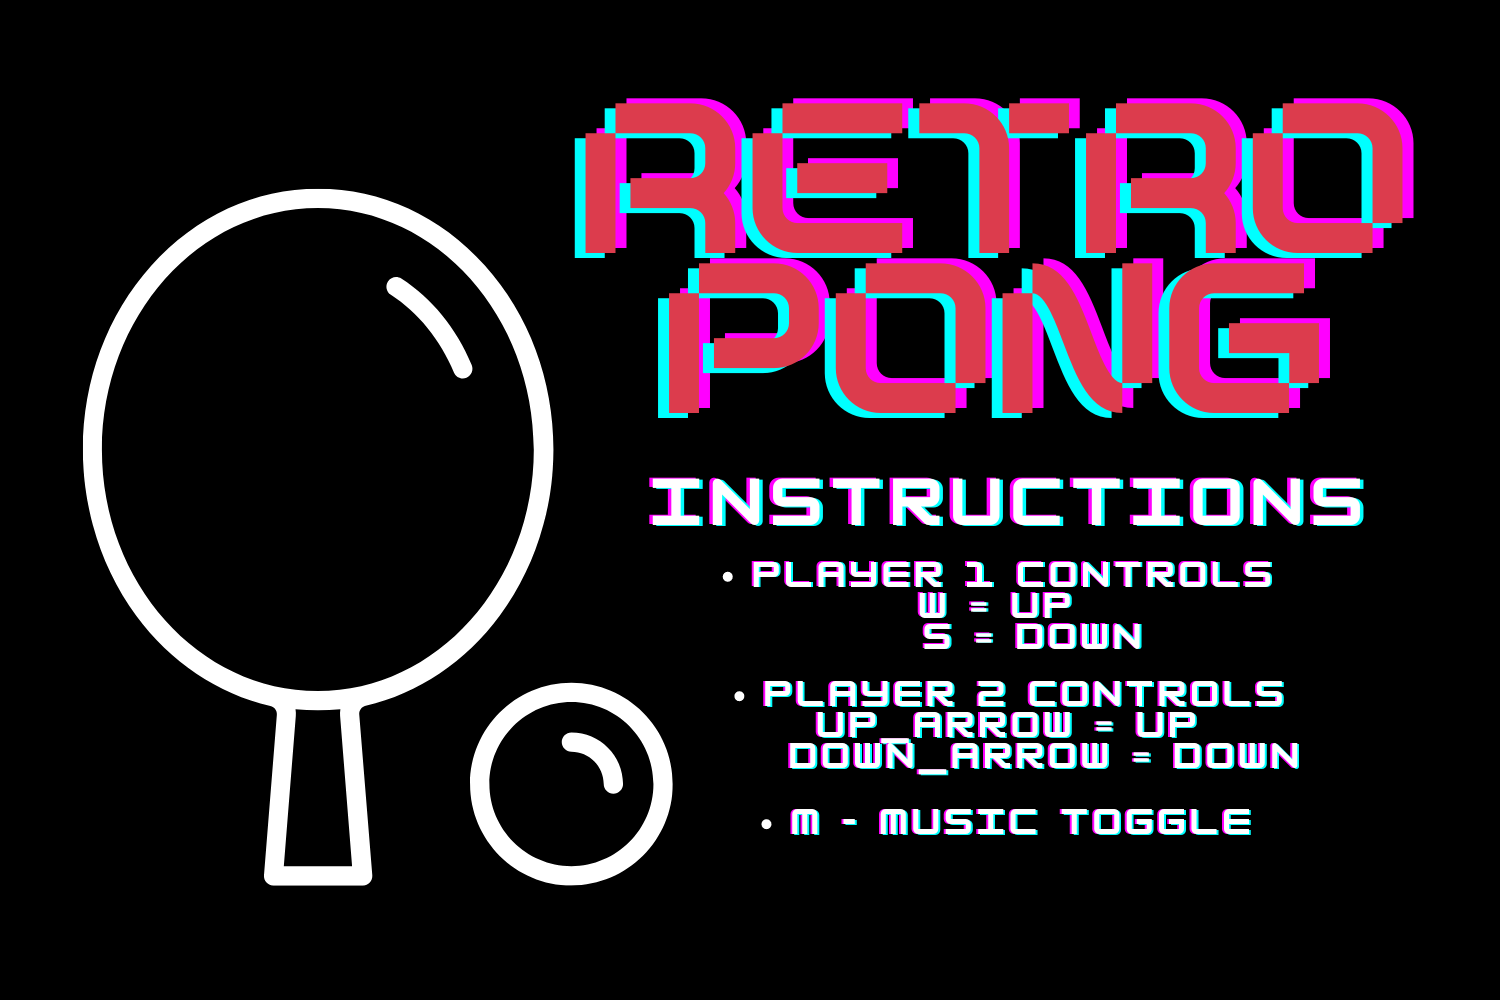 RETRO
PONG
INSTRUCTIONS
• PLAYER 1 CONTROLS
W = UP
S = DOWN
• PLAYER 2 CONTROLS
UP_ARROW = UP
DOWN_ARROW = DOWN
• M - MUSIC TOGGLE